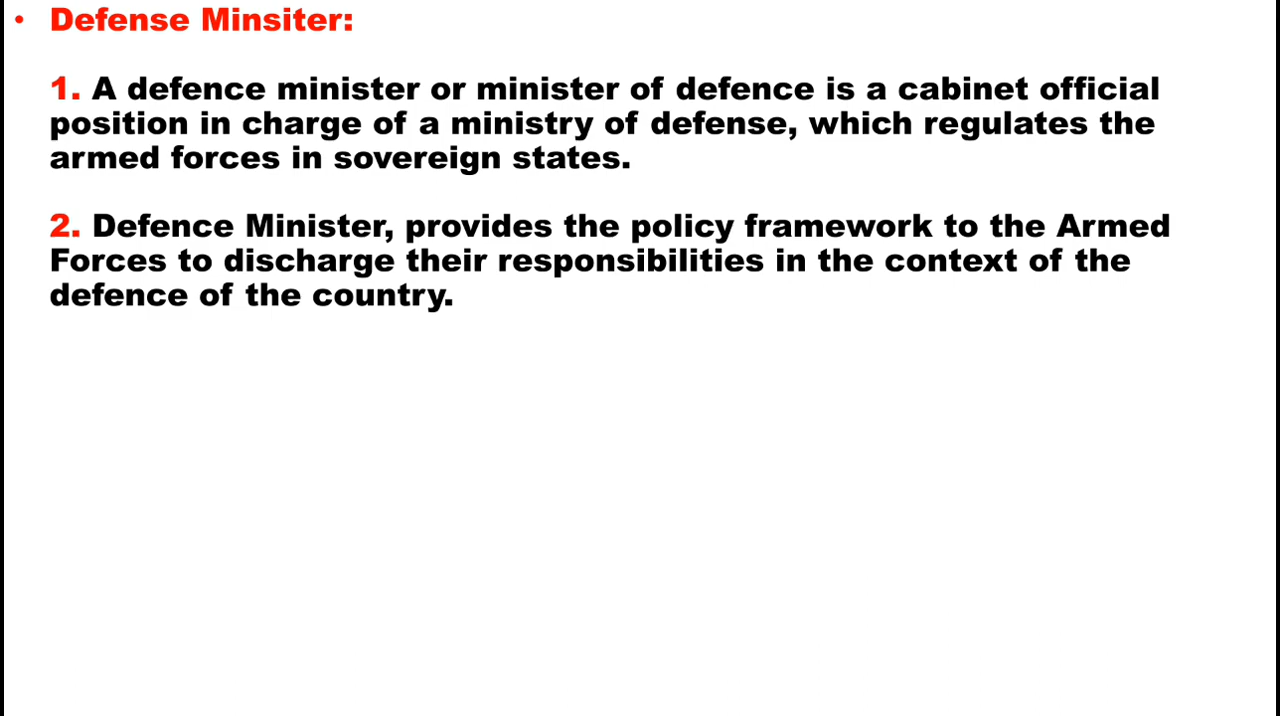 • Defense Minsiter:
1. A defence minister or minister of defence is a cabinet official
position in charge of a ministry of defense, which regulates the
armed forces in sovereign states.
2. Defence Minister, provides the policy framework to the Armed
Forces to discharge their responsibilities in the context of the
defence of the country.